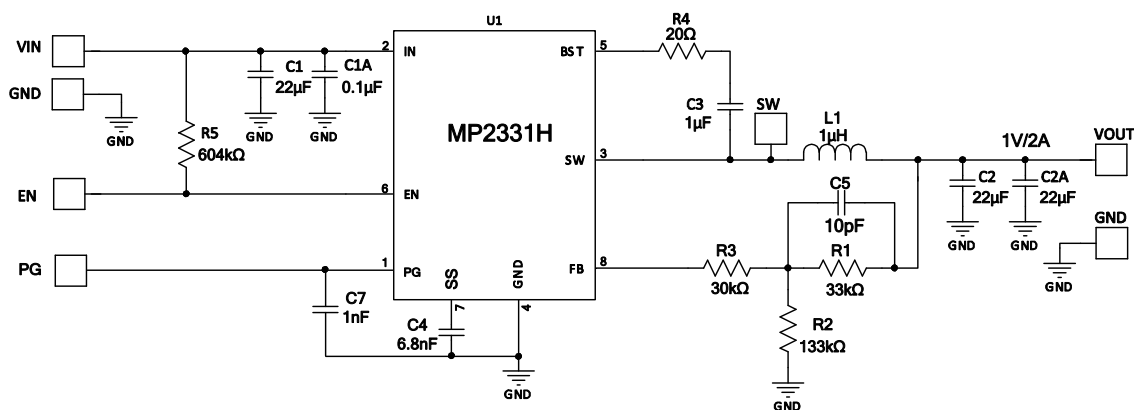 U1
VIN
GND
GND
C1
22µF
GND
C1A
0.1µF
GND
R5
604kΩ
EN
PG
C7
1nF
2
IN
6
EN
1
PG
MP2331H
BST
5
SW
3
FB
8
SS
7
GND
4
C4
6.8nF
GND
R4
20Ω
C3
1µF
SW
L1
1µH
C5
10pF
R3
30kΩ
R1
33kΩ
R2
133kΩ
GND
1V/2A
VOUT
C2
22µF
GND
C2A
22µF
GND
GND
GND